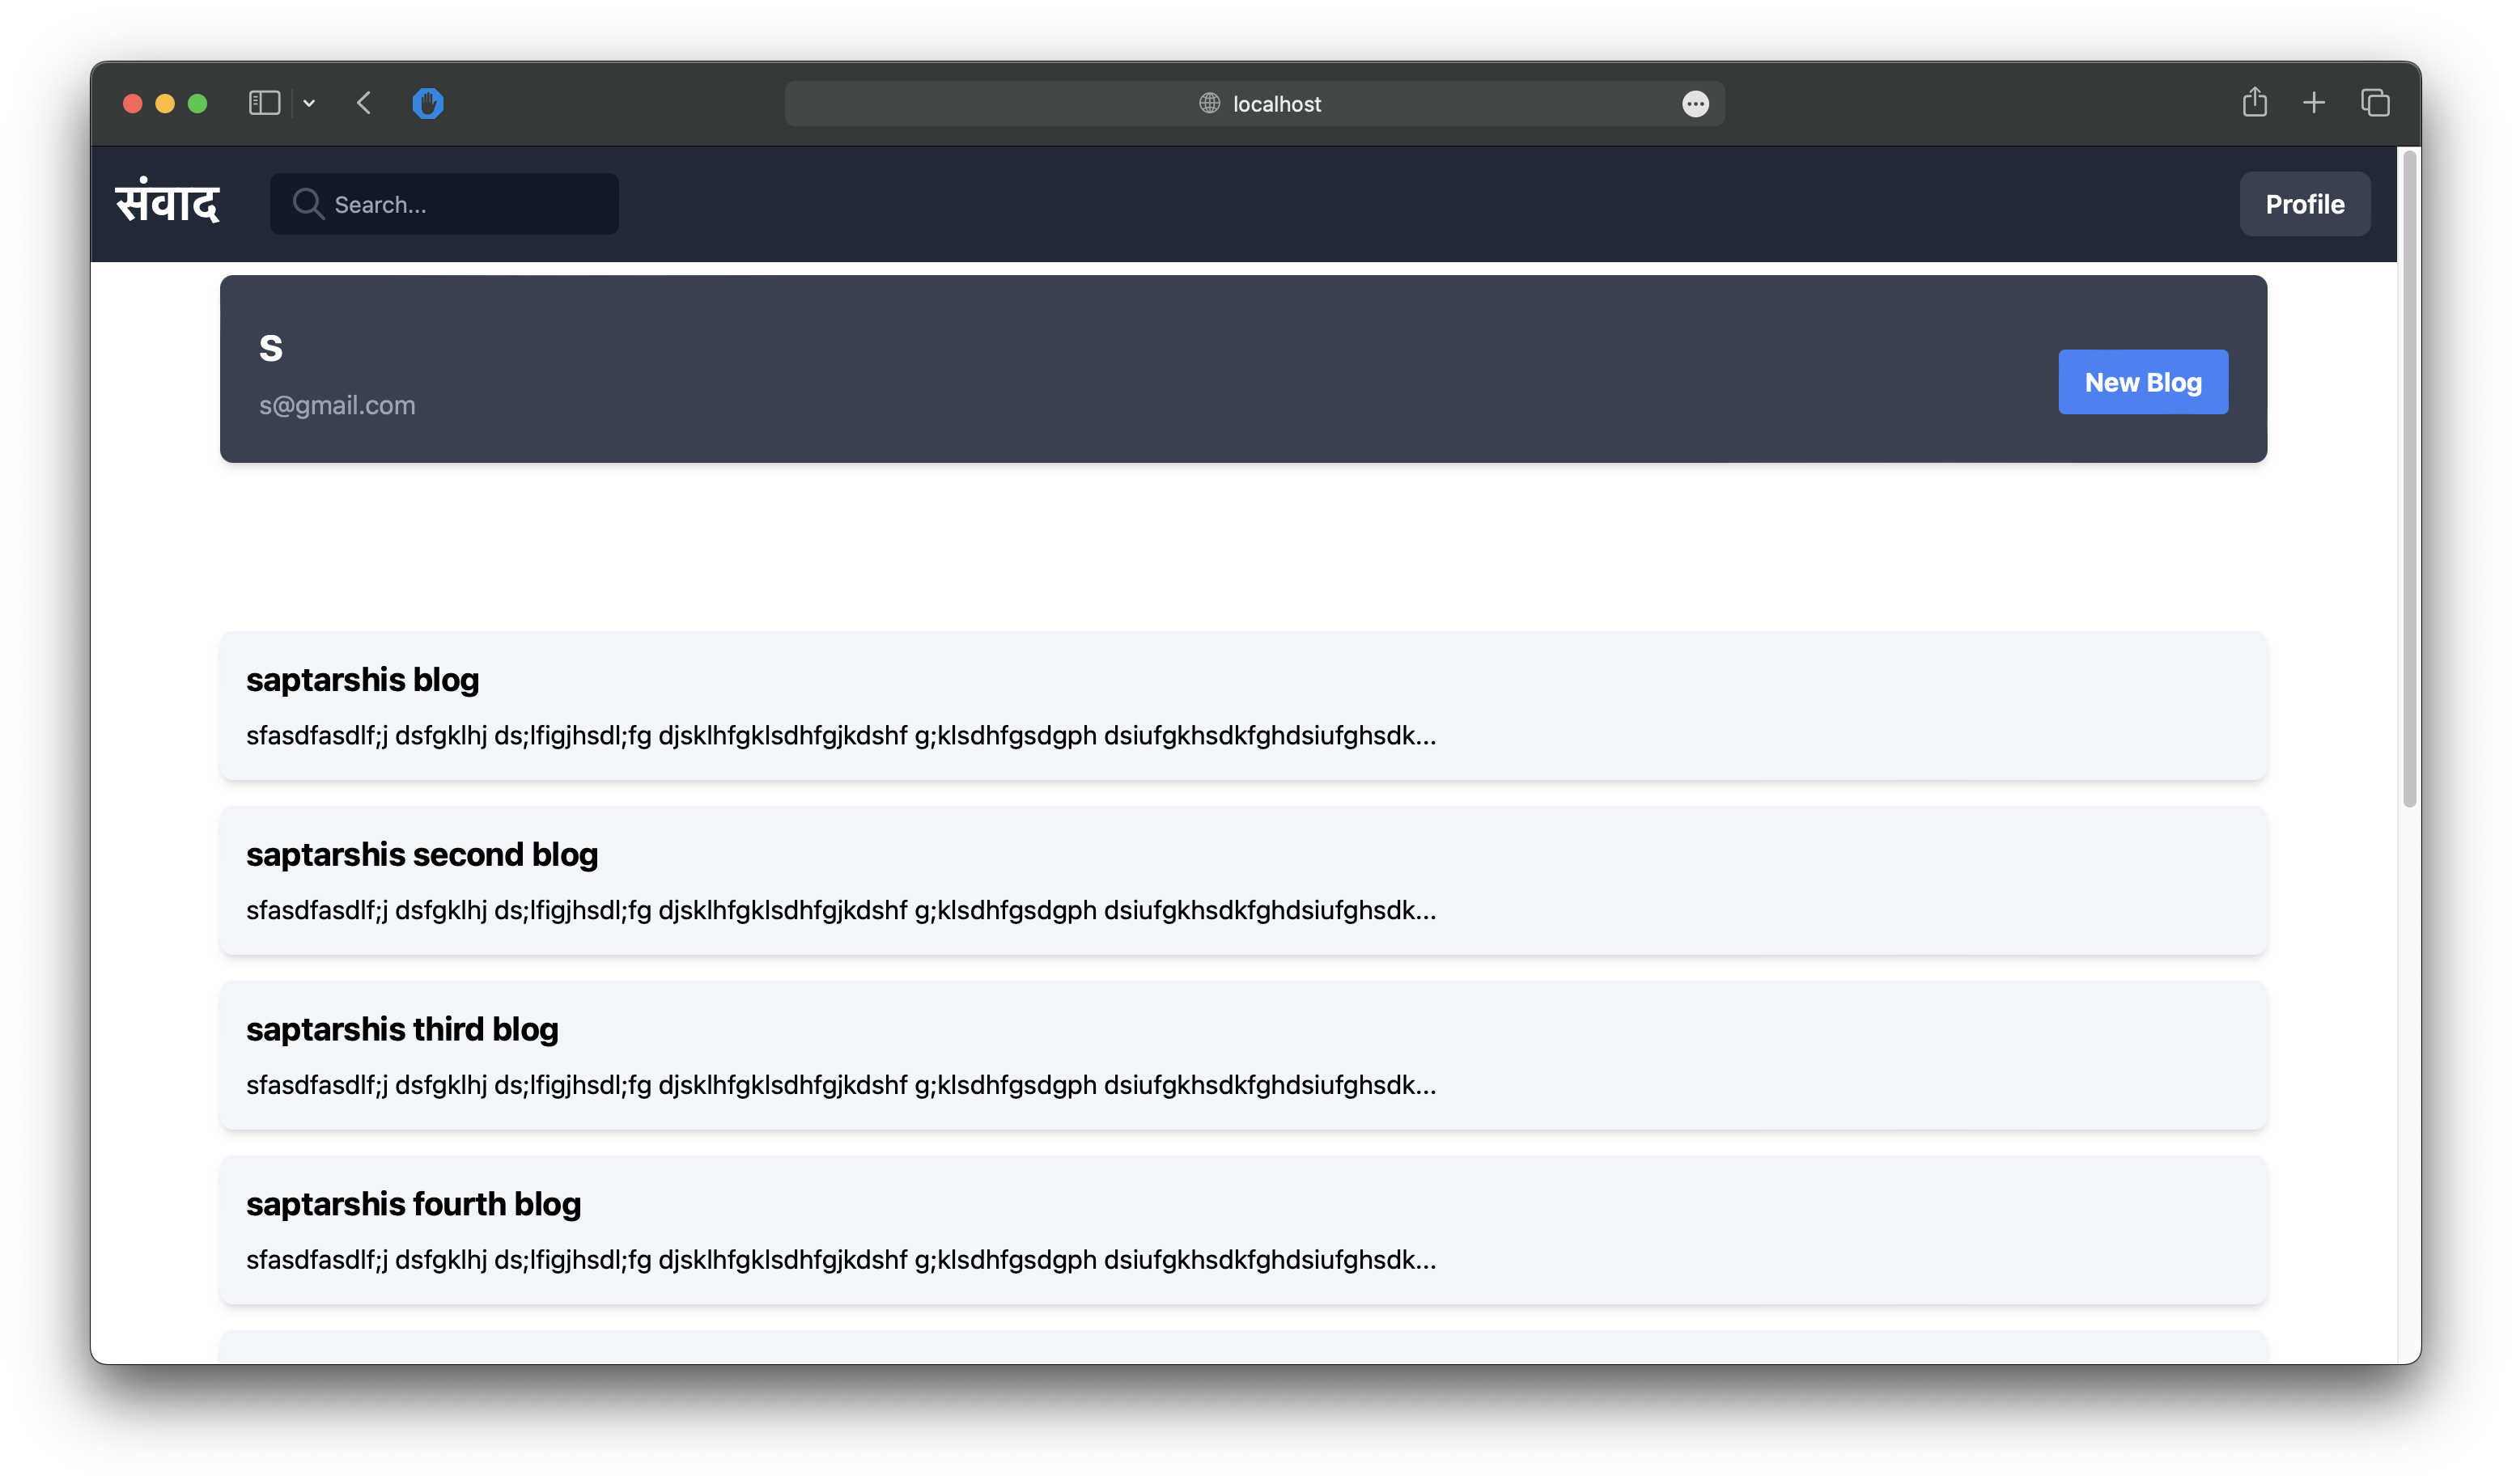 localhost
संवाद
Search...
Profile
s
s@gmail.com
New Blog
saptarshis blog
sfasdfasdlf;j dsfgklhj ds;lfigjhsdl;fg djsklhfgklsdhfgjkdshf g;klsdhfgsdgph dsiufgkhsdkfghdsiufghsdk...
saptarshis second blog
sfasdfasdlf;j dsfgklhj ds;lfigjhsdl;fg djsklhfgklsdhfgjkdshf g;klsdhfgsdgph dsiufgkhsdkfghdsiufghsdk...
saptarshis third blog
sfasdfasdlf;j dsfgklhj ds;lfigjhsdl;fg djsklhfgklsdhfgjkdshf g;klsdhfgsdgph dsiufgkhsdkfghdsiufghsdk...
saptarshis fourth blog
sfasdfasdlf;j dsfgklhj ds;lfigjhsdl;fg djsklhfgklsdhfgjkdshf g;klsdhfgsdgph dsiufgkhsdkfghdsiufghsdk...